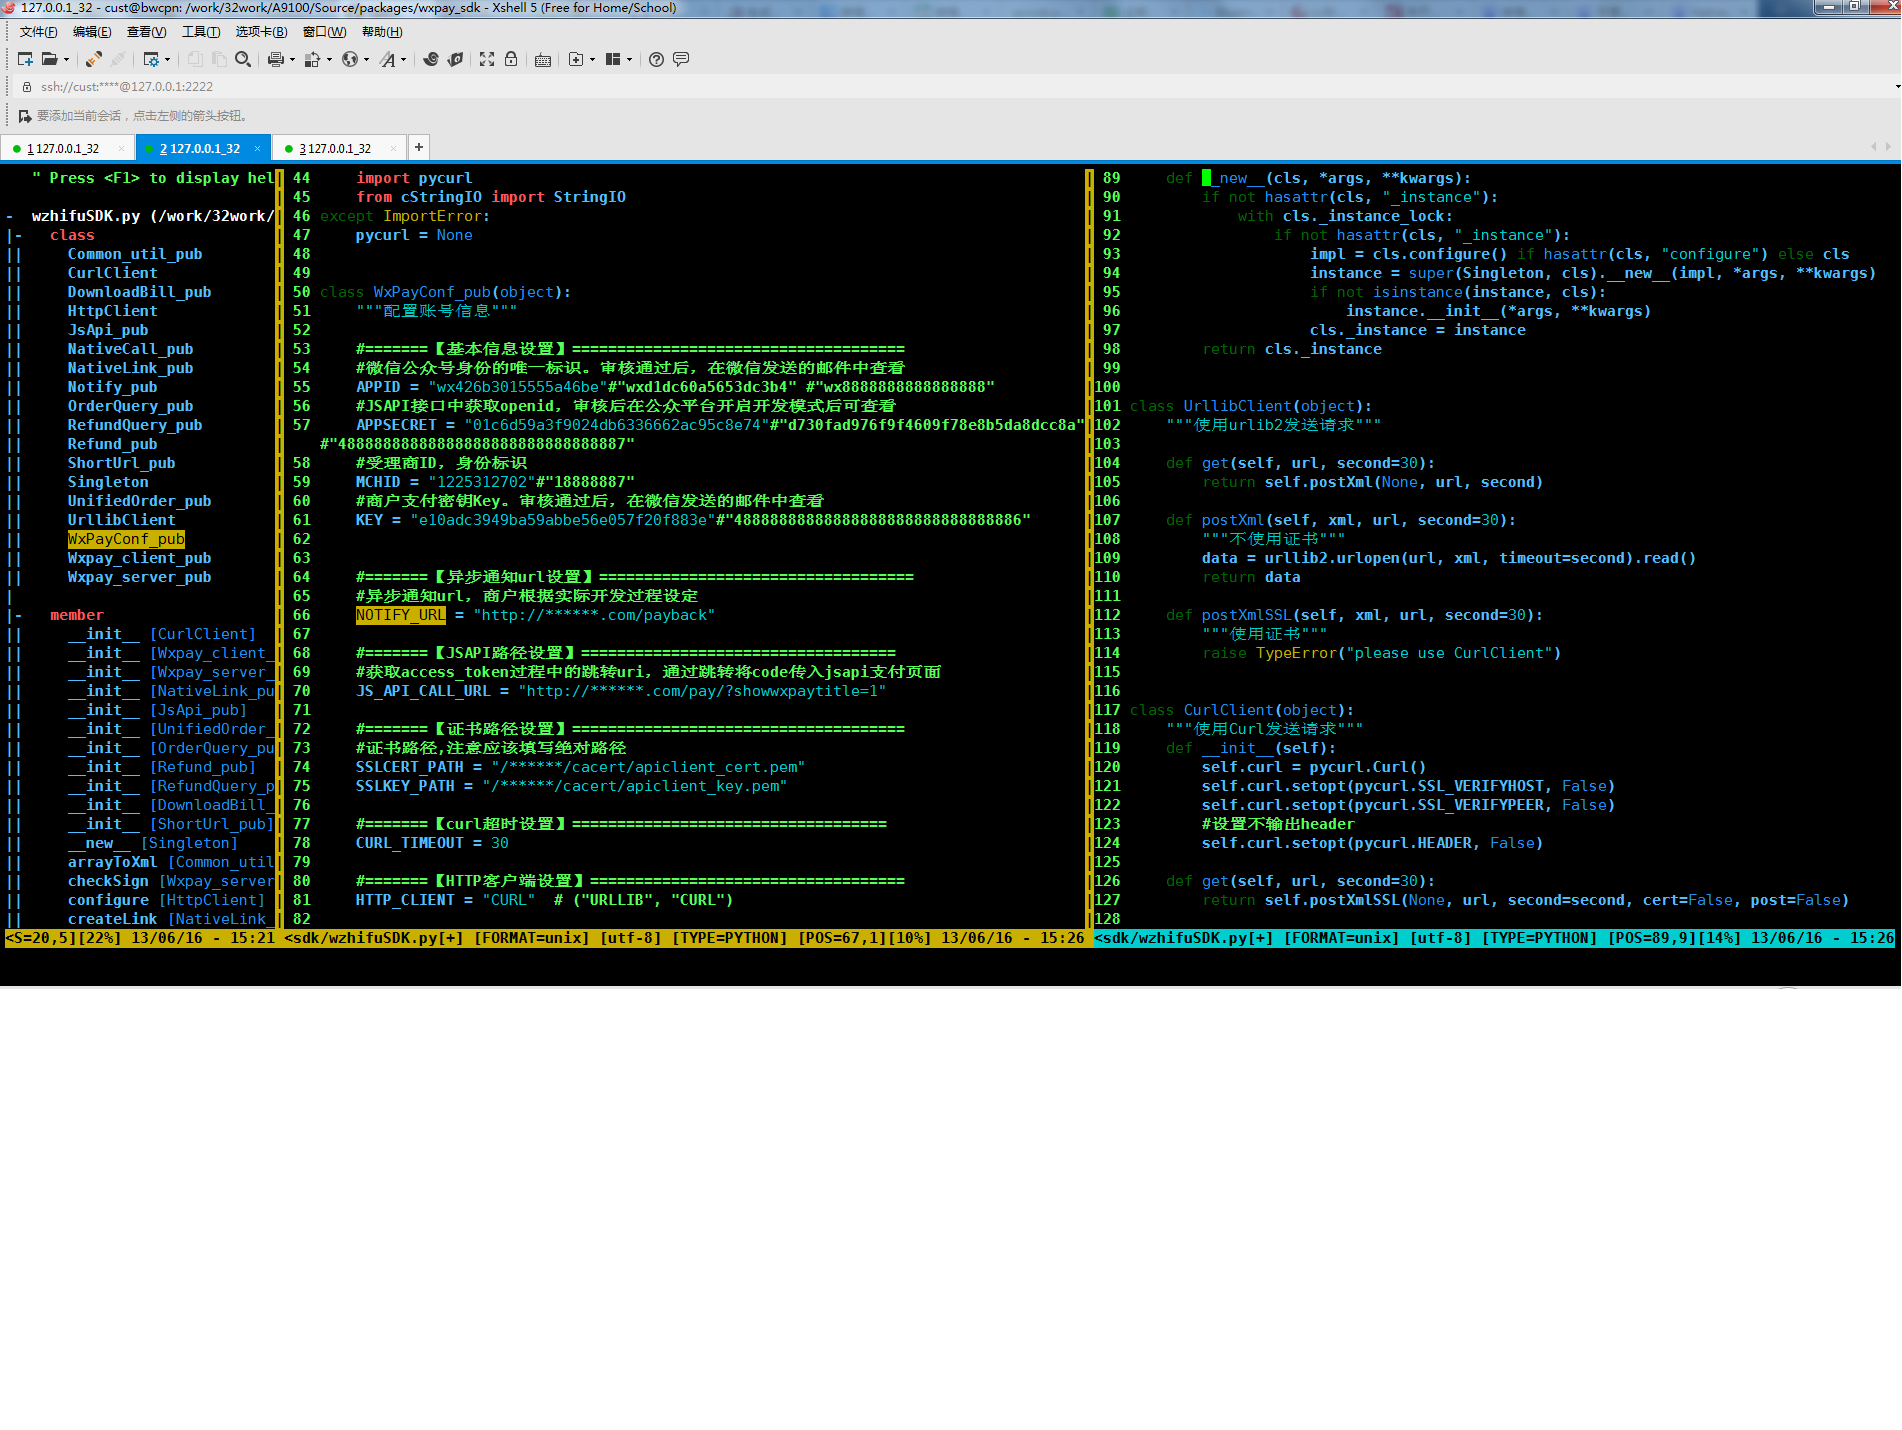 127.0.0.1_32 - cust@bwcpn: /work/32work/A9100/Source/packages/wxpay_sdk - Xshell 5 (Free for Home/School)
文件(F) 编辑(E) 查看(V) 工具(T) 选项卡(B) 窗口(W) 帮助(H)
ssh://cust:****@127.0.0.1:2222
要添加当前会话，点击左侧的箭头按钮。
1 127.0.0.1_32 × 2 127.0.0.1_32 × 3 127.0.0.1_32 × +
" Press <F1> to display hel
- wzhifuSDK.py (/work/32work/
|- class
|| Common_util_pub
|| CurlClient
|| DownloadBill_pub
|| HttpClient
|| JsApi_pub
|| NativeCall_pub
|| NativeLink_pub
|| Notify_pub
|| OrderQuery_pub
|| RefundQuery_pub
|| Refund_pub
|| ShortUrl_pub
|| Singleton
|| UnifiedOrder_pub
|| UrllibClient
|| WxPayConf_pub
|| Wxpay_client_pub
|| Wxpay_server_pub
|
|- member
|| __init__ [CurlClient]
|| __init__ [Wxpay_client_
|| __init__ [Wxpay_server_
|| __init__ [NativeLink_pu
|| __init__ [JsApi_pub]
|| __init__ [UnifiedOrder_
|| __init__ [OrderQuery_pu
|| __init__ [Refund_pub]
|| __init__ [RefundQuery_p
|| __init__ [DownloadBill_
|| __init__ [ShortUrl_pub]
|| __new__ [Singleton]
|| arrayToXml [Common_util
|| checkSign [Wxpay_server
|| configure [HttpClient]
|| createLink [NativeLink_
<S=20,5][22%] 13/06/16 - 15:21
44 import pycurl
45 from cStringIO import StringIO
46 except ImportError:
47 pycurl = None
48
49
50 class WxPayConf_pub(object):
51 """配置账号信息"""
52
53 #=======【基本信息设置】=====================================
54 #微信公众号身份的唯一标识。审核通过后，在微信发送的邮件中查看
55 APPID = "wx426b3015555a46be"#"wxd1dc60a5653dc3b4" #"wx8888888888888888"
56 #JSAPI接口中获取openid，审核后在公众平台开启开发模式后可查看
57 APPSECRET = "01c6d59a3f9024db6336662ac95c8e74"#"d730fad976f9f4609f78e8b5da8dcc8a"
#"48888888888888888888888888888887"
58 #受理商ID，身份标识
59 MCHID = "1225312702"#"18888887"
60 #商户支付密钥Key。审核通过后，在微信发送的邮件中查看
61 KEY = "e10adc3949ba59abbe56e057f20f883e"#"48888888888888888888888888888886"
62
63
64 #=======【异步通知url设置】===================================
65 #异步通知url，商户根据实际开发过程设定
66 NOTIFY_URL = "http://******.com/payback"
67
68 #=======【JSAPI路径设置】===================================
69 #获取access_token过程中的跳转uri，通过跳转将code传入jsapi支付页面
70 JS_API_CALL_URL = "http://******.com/pay/?showwxpaytitle=1"
71
72 #=======【证书路径设置】=====================================
73 #证书路径,注意应该填写绝对路径
74 SSLCERT_PATH = "/******/cacert/apiclient_cert.pem"
75 SSLKEY_PATH = "/******/cacert/apiclient_key.pem"
76
77 #=======【curl超时设置】===================================
78 CURL_TIMEOUT = 30
79
80 #=======【HTTP客户端设置】===================================
81 HTTP_CLIENT = "CURL" # ("URLLIB", "CURL")
82
<sdk/wzhifuSDK.py[+] [FORMAT=unix] [utf-8] [TYPE=PYTHON] [POS=67,1][10%] 13/06/16 - 15:26
89 def __new__(cls, *args, **kwargs):
90 if not hasattr(cls, "_instance"):
91 with cls._instance_lock:
92 if not hasattr(cls, "_instance"):
93 impl = cls.configure() if hasattr(cls, "configure") else cls
94 instance = super(Singleton, cls).__new__(impl, *args, **kwargs)
95 if not isinstance(instance, cls):
96 instance.__init__(*args, **kwargs)
97 cls._instance = instance
98 return cls._instance
99
100
101 class UrllibClient(object):
102 """使用urlib2发送请求"""
103
104 def get(self, url, second=30):
105 return self.postXml(None, url, second)
106
107 def postXml(self, xml, url, second=30):
108 """不使用证书"""
109 data = urllib2.urlopen(url, xml, timeout=second).read()
110 return data
111
112 def postXmlSSL(self, xml, url, second=30):
113 """使用证书"""
114 raise TypeError("please use CurlClient")
115
116
117 class CurlClient(object):
118 """使用Curl发送请求"""
119 def __init__(self):
120 self.curl = pycurl.Curl()
121 self.curl.setopt(pycurl.SSL_VERIFYHOST, False)
122 self.curl.setopt(pycurl.SSL_VERIFYPEER, False)
123 #设置不输出header
124 self.curl.setopt(pycurl.HEADER, False)
125
126 def get(self, url, second=30):
127 return self.postXmlSSL(None, url, second=second, cert=False, post=False)
128
<sdk/wzhifuSDK.py[+] [FORMAT=unix] [utf-8] [TYPE=PYTHON] [POS=89,9][14%] 13/06/16 - 15:26